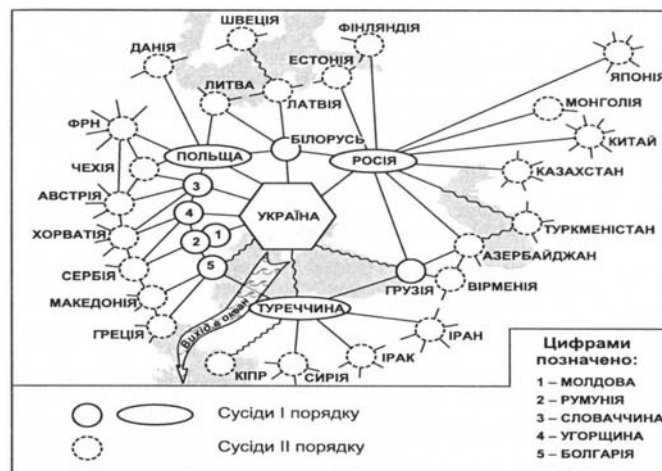 ШВЕЦІЯ
ФІНЛЯНДІЯ
ДАНІЯ
ЕСТОНІЯ
ЯПОНІЯ
ЛИТВА
ЛАТВІЯ
МОНГОЛІЯ
ФРН
БІЛОРУСЬ
КИТАЙ
ПОЛЬЩА
РОСІЯ
ЧЕХІЯ
КАЗАХСТАН
3
АВСТРІЯ
УКРАЇНА
4
ТУРКМЕНІСТАН
ХОРВАТІЯ
1
2
АЗЕРБАЙДЖАН
СЕРБІЯ
5
ГРУЗІЯ
ВІРМЕНІЯ
МАКЕДОНІЯ
ТУРЕЧЧИНА
ГРЕЦІЯ
Вихід в океан
ІРАН
ІРАК
КІПР
СИРІЯ
Цифрами
позначено:
1 – МОЛДОВА
2 – РУМУНІЯ
3 – СЛОВАЧЧИНА
4 – УГОРЩИНА
5 – БОЛГАРІЯ
Сусіди І порядку
Сусіди ІІ порядку